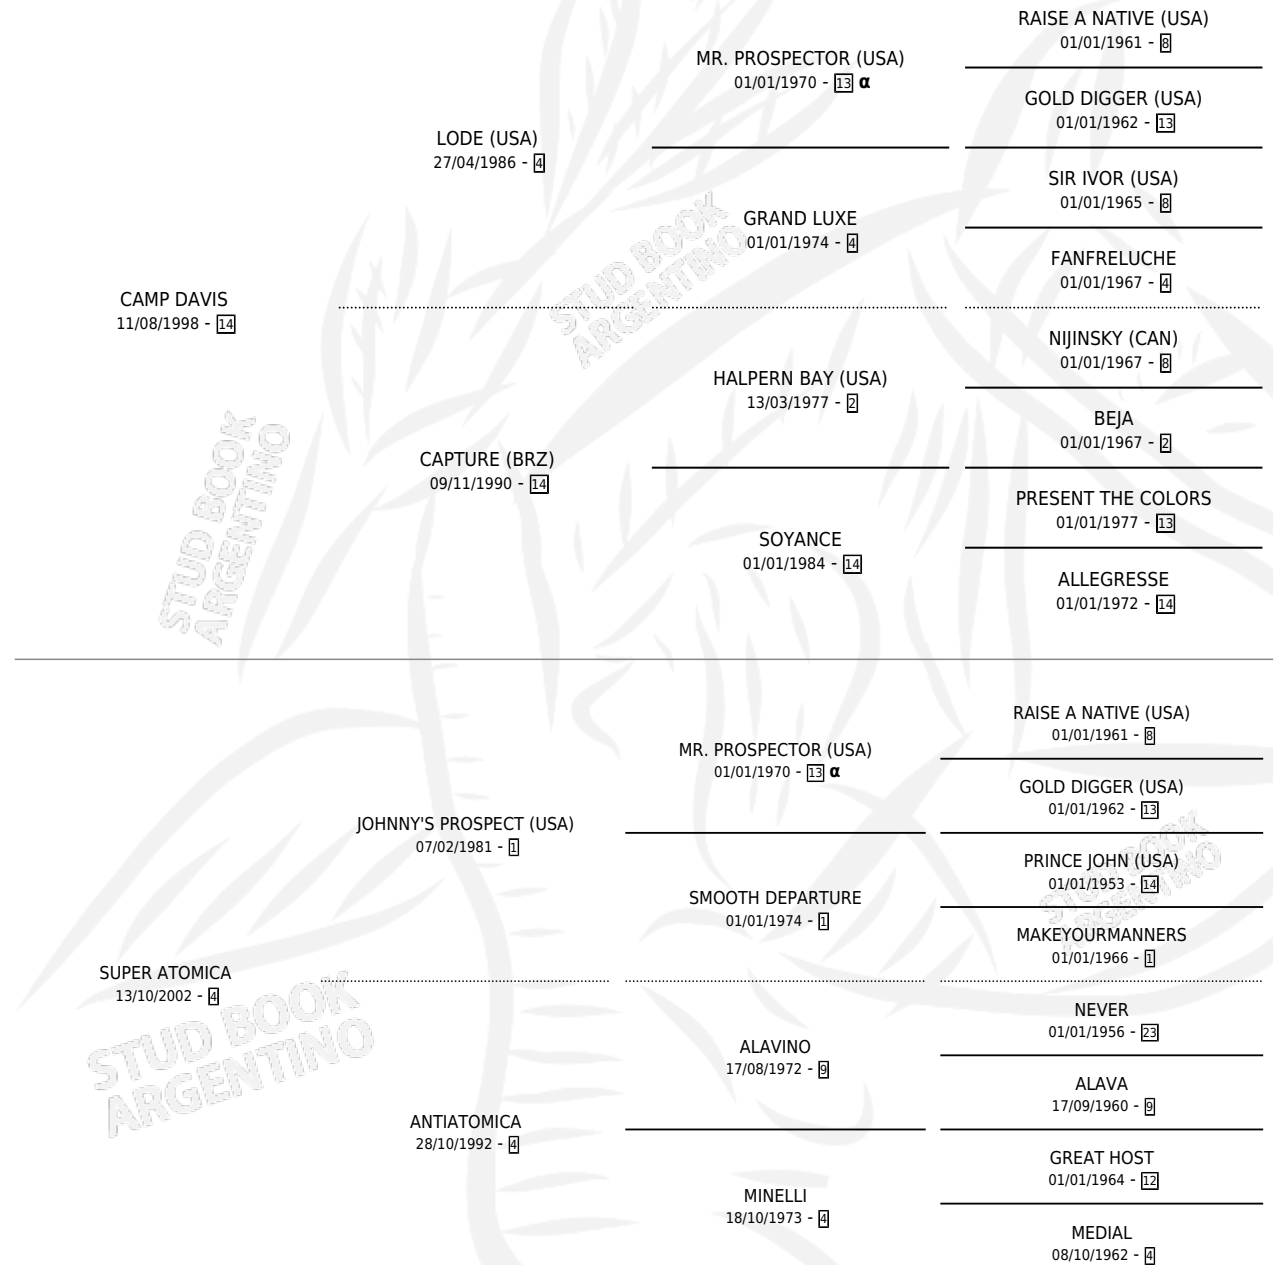 RAISE A NATIVE (USA)
01/01/1961 - 8
MR. PROSPECTOR (USA)
01/01/1970 - 13 α
GOLD DIGGER (USA)
01/01/1962 - 13
LODE (USA)
27/04/1986 - 4
SIR IVOR (USA)
01/01/1965 - 8
GRAND LUXE
01/01/1974 - 4
FANFRELUCHE
01/01/1967 - 4
CAMP DAVIS
11/08/1998 - 14
NIJINSKY (CAN)
01/01/1967 - 8
HALPERN BAY (USA)
13/03/1977 - 2
BEJA
01/01/1967 - 2
CAPTURE (BRZ)
09/11/1990 - 14
PRESENT THE COLORS
01/01/1977 - 13
SOYANCE
01/01/1984 - 14
ALLEGRESSE
01/01/1972 - 14
STUD BOOK
ARGENTINO
STUD BOOK
ARGENTINO
RAISE A NATIVE (USA)
01/01/1961 - 8
MR. PROSPECTOR (USA)
01/01/1970 - 13 α
GOLD DIGGER (USA)
01/01/1962 - 13
JOHNNY'S PROSPECT (USA)
07/02/1981 - 1
PRINCE JOHN (USA)
01/01/1953 - 14
SMOOTH DEPARTURE
01/01/1974 - 1
MAKEYOURMANNERS
01/01/1966 - 1
SUPER ATOMICA
13/10/2002 - 4
NEVER
01/01/1956 - 23
ALAVINO
17/08/1972 - 9
ALAVA
17/09/1960 - 9
ANTIATOMICA
28/10/1992 - 4
GREAT HOST
01/01/1964 - 12
MINELLI
18/10/1973 - 4
MEDIAL
08/10/1962 - 4
STUD BOOK
ARGENTINO
STUD BOOK
ARGENTINO